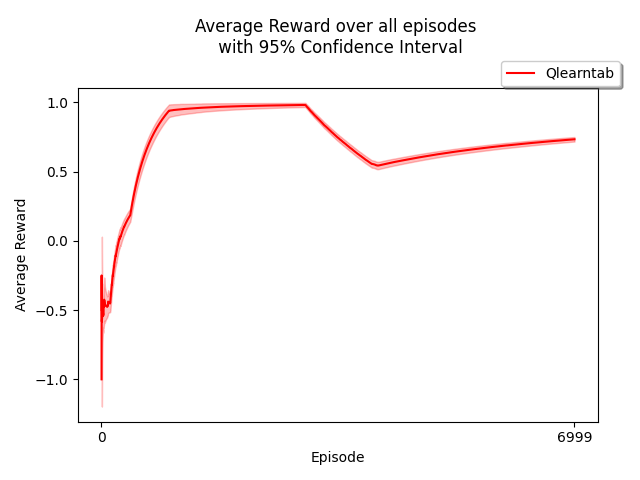 Average Reward over all episodes
with 95% Confidence Interval
Qlearntab
1.0
0.5
0.0
−0.5
−1.0
Average Reward
0
6999
Episode